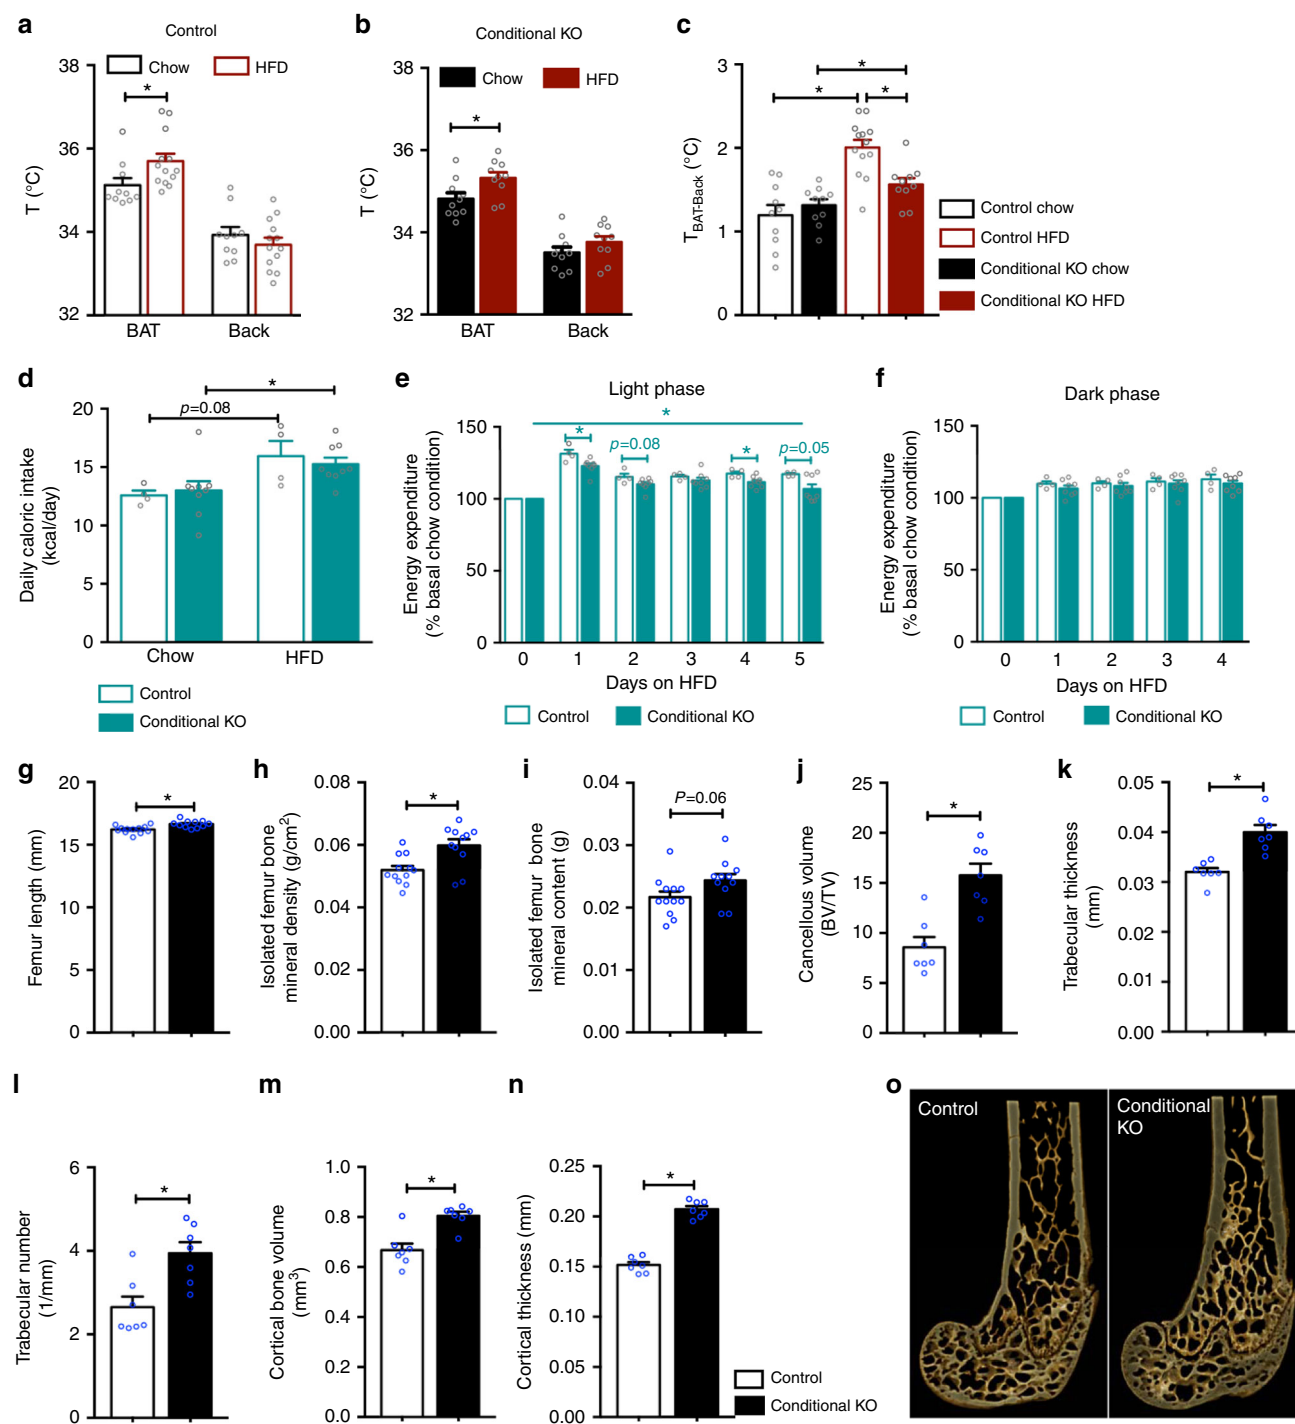 a
Control
Chow
HFD
38
36
34
32
T (°C)
*
BAT
Back
b
Conditional KO
Chow
HFD
38
36
34
32
T (°C)
*
BAT
Back
c
3
2
1
0
TBAT-Back (°C)
*
*
*
Control chow
Control HFD
Conditional KO chow
Conditional KO HFD
d
20
15
10
5
0
Daily caloric intake
(kcal/day)
*
p=0.08
Chow
HFD
Control
Conditional KO
e
Light phase
150
100
50
0
Energy expenditure
(% basal chow condition)
*
*
p=0.08
*
p=0.05
0 1 2 3 4 5
Days on HFD
Control
Conditional KO
f
Dark phase
150
100
50
0
Energy expenditure
(% basal chow condition)
0 1 2 3 4
Days on HFD
Control
Conditional KO
g
20
15
10
5
0
Femur length (mm)
*
h
0.08
0.06
0.04
0.02
0.00
Isolated femur bone
mineral density (g/cm²)
*
i
0.04
0.03
0.02
0.01
0.00
Isolated femur bone
mineral content (g)
P=0.06
j
25
20
15
10
5
0
Cancellous volume
(BV/TV)
*
k
0.05
0.04
0.03
0.02
0.01
0.00
Trabecular thickness
(mm)
*
l
6
4
2
0
Trabecular number
(1/mm)
*
m
1.0
0.8
0.6
0.4
0.2
0.0
Cortical bone volume
(mm³)
*
n
0.25
0.20
0.15
0.10
0.05
0.00
Cortical thickness (mm)
*
Control
Conditional KO
o
Control
Conditional
KO